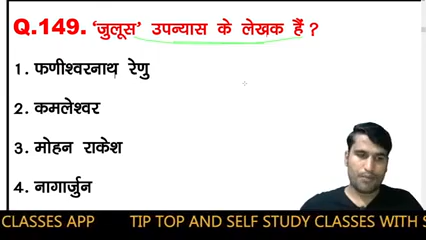 Q.149. 'जुलूस' उपन्यास के लेखक हैं ?
1. फणीश्वरनाथ रेणु
2. कमलेश्वर
3. मोहन राकेश
4. नागार्जुन
CLASSES APP TIP TOP AND SELF STUDY CLASSES WITH